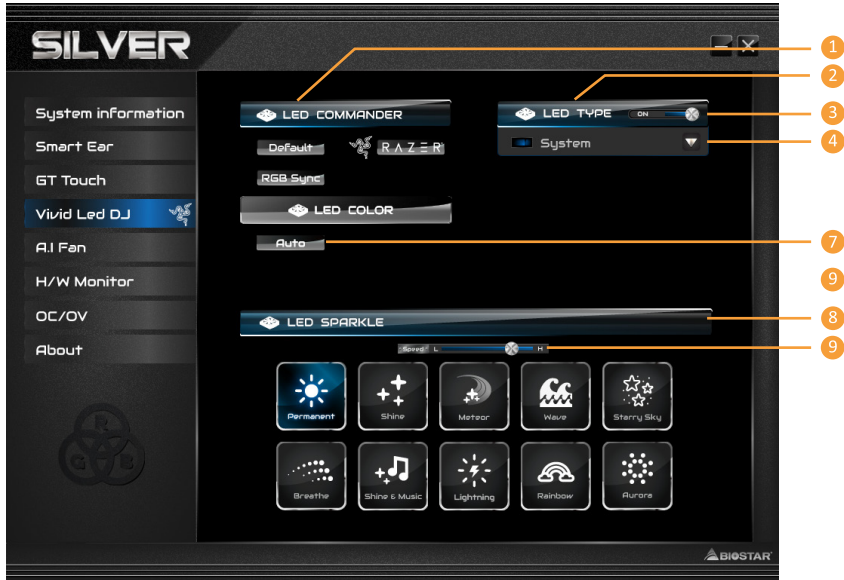 SILVER
1
2
System information
LED COMMANDER
LED TYPE ON
3
Smart Ear
Default RAZER
System
4
GT Touch
RGB Sync
Vivid Led DJ
LED COLOR
A.I Fan
Auto
7
H/W Monitor
9
OC/OV
LED SPARKLE
8
About
Speed L H
9
Permanent
Shine
Meteor
Wave
Starry Sky
R
G B
Breathe
Shine & Music
Lightning
Rainbow
Aurora
BIOSTAR